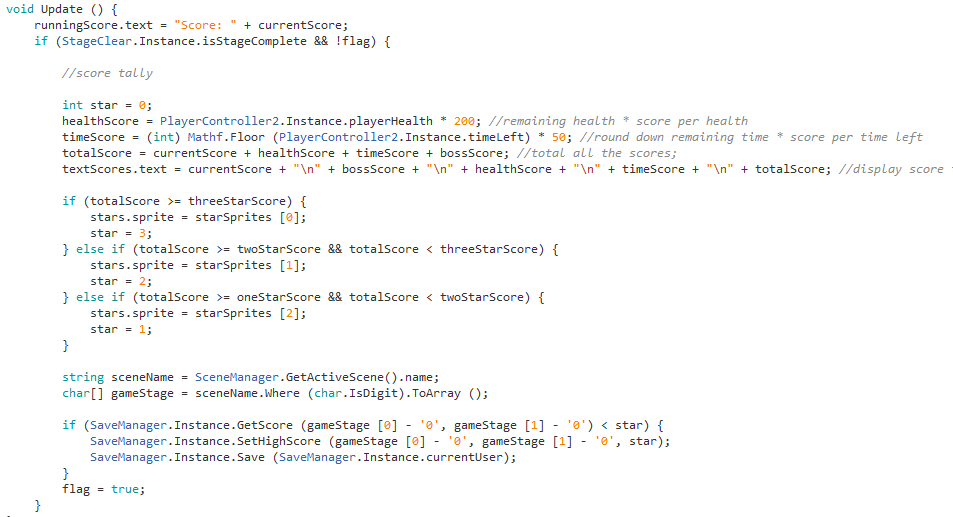 void Update () {
runningScore.text = "Score: " + currentScore;
if (StageClear.Instance.isStageComplete && !flag) {
//score tally
int star = 0;
healthScore = PlayerController2.Instance.playerHealth * 200; //remaining health * score per health
timeScore = (int) Mathf.Floor (PlayerController2.Instance.timeLeft) * 50; //round down remaining time * score per time left
totalScore = currentScore + healthScore + timeScore + bossScore; //total all the scores;
textScores.text = currentScore + "\n" + bossScore + "\n" + healthScore + "\n" + timeScore + "\n" + totalScore; //display score
if (totalScore >= threeStarScore) {
stars.sprite = starSprites [0];
star = 3;
} else if (totalScore >= twoStarScore && totalScore < threeStarScore) {
stars.sprite = starSprites [1];
star = 2;
} else if (totalScore >= oneStarScore && totalScore < twoStarScore) {
stars.sprite = starSprites [2];
star = 1;
}
string sceneName = SceneManager.GetActiveScene().name;
char[] gameStage = sceneName.Where (char.IsDigit).ToArray ();
if (SaveManager.Instance.GetScore (gameStage [0] - '0', gameStage [1] - '0') < star) {
SaveManager.Instance.SetHighScore (gameStage [0] - '0', gameStage [1] - '0', star);
SaveManager.Instance.Save (SaveManager.Instance.currentUser);
}
flag = true;
}